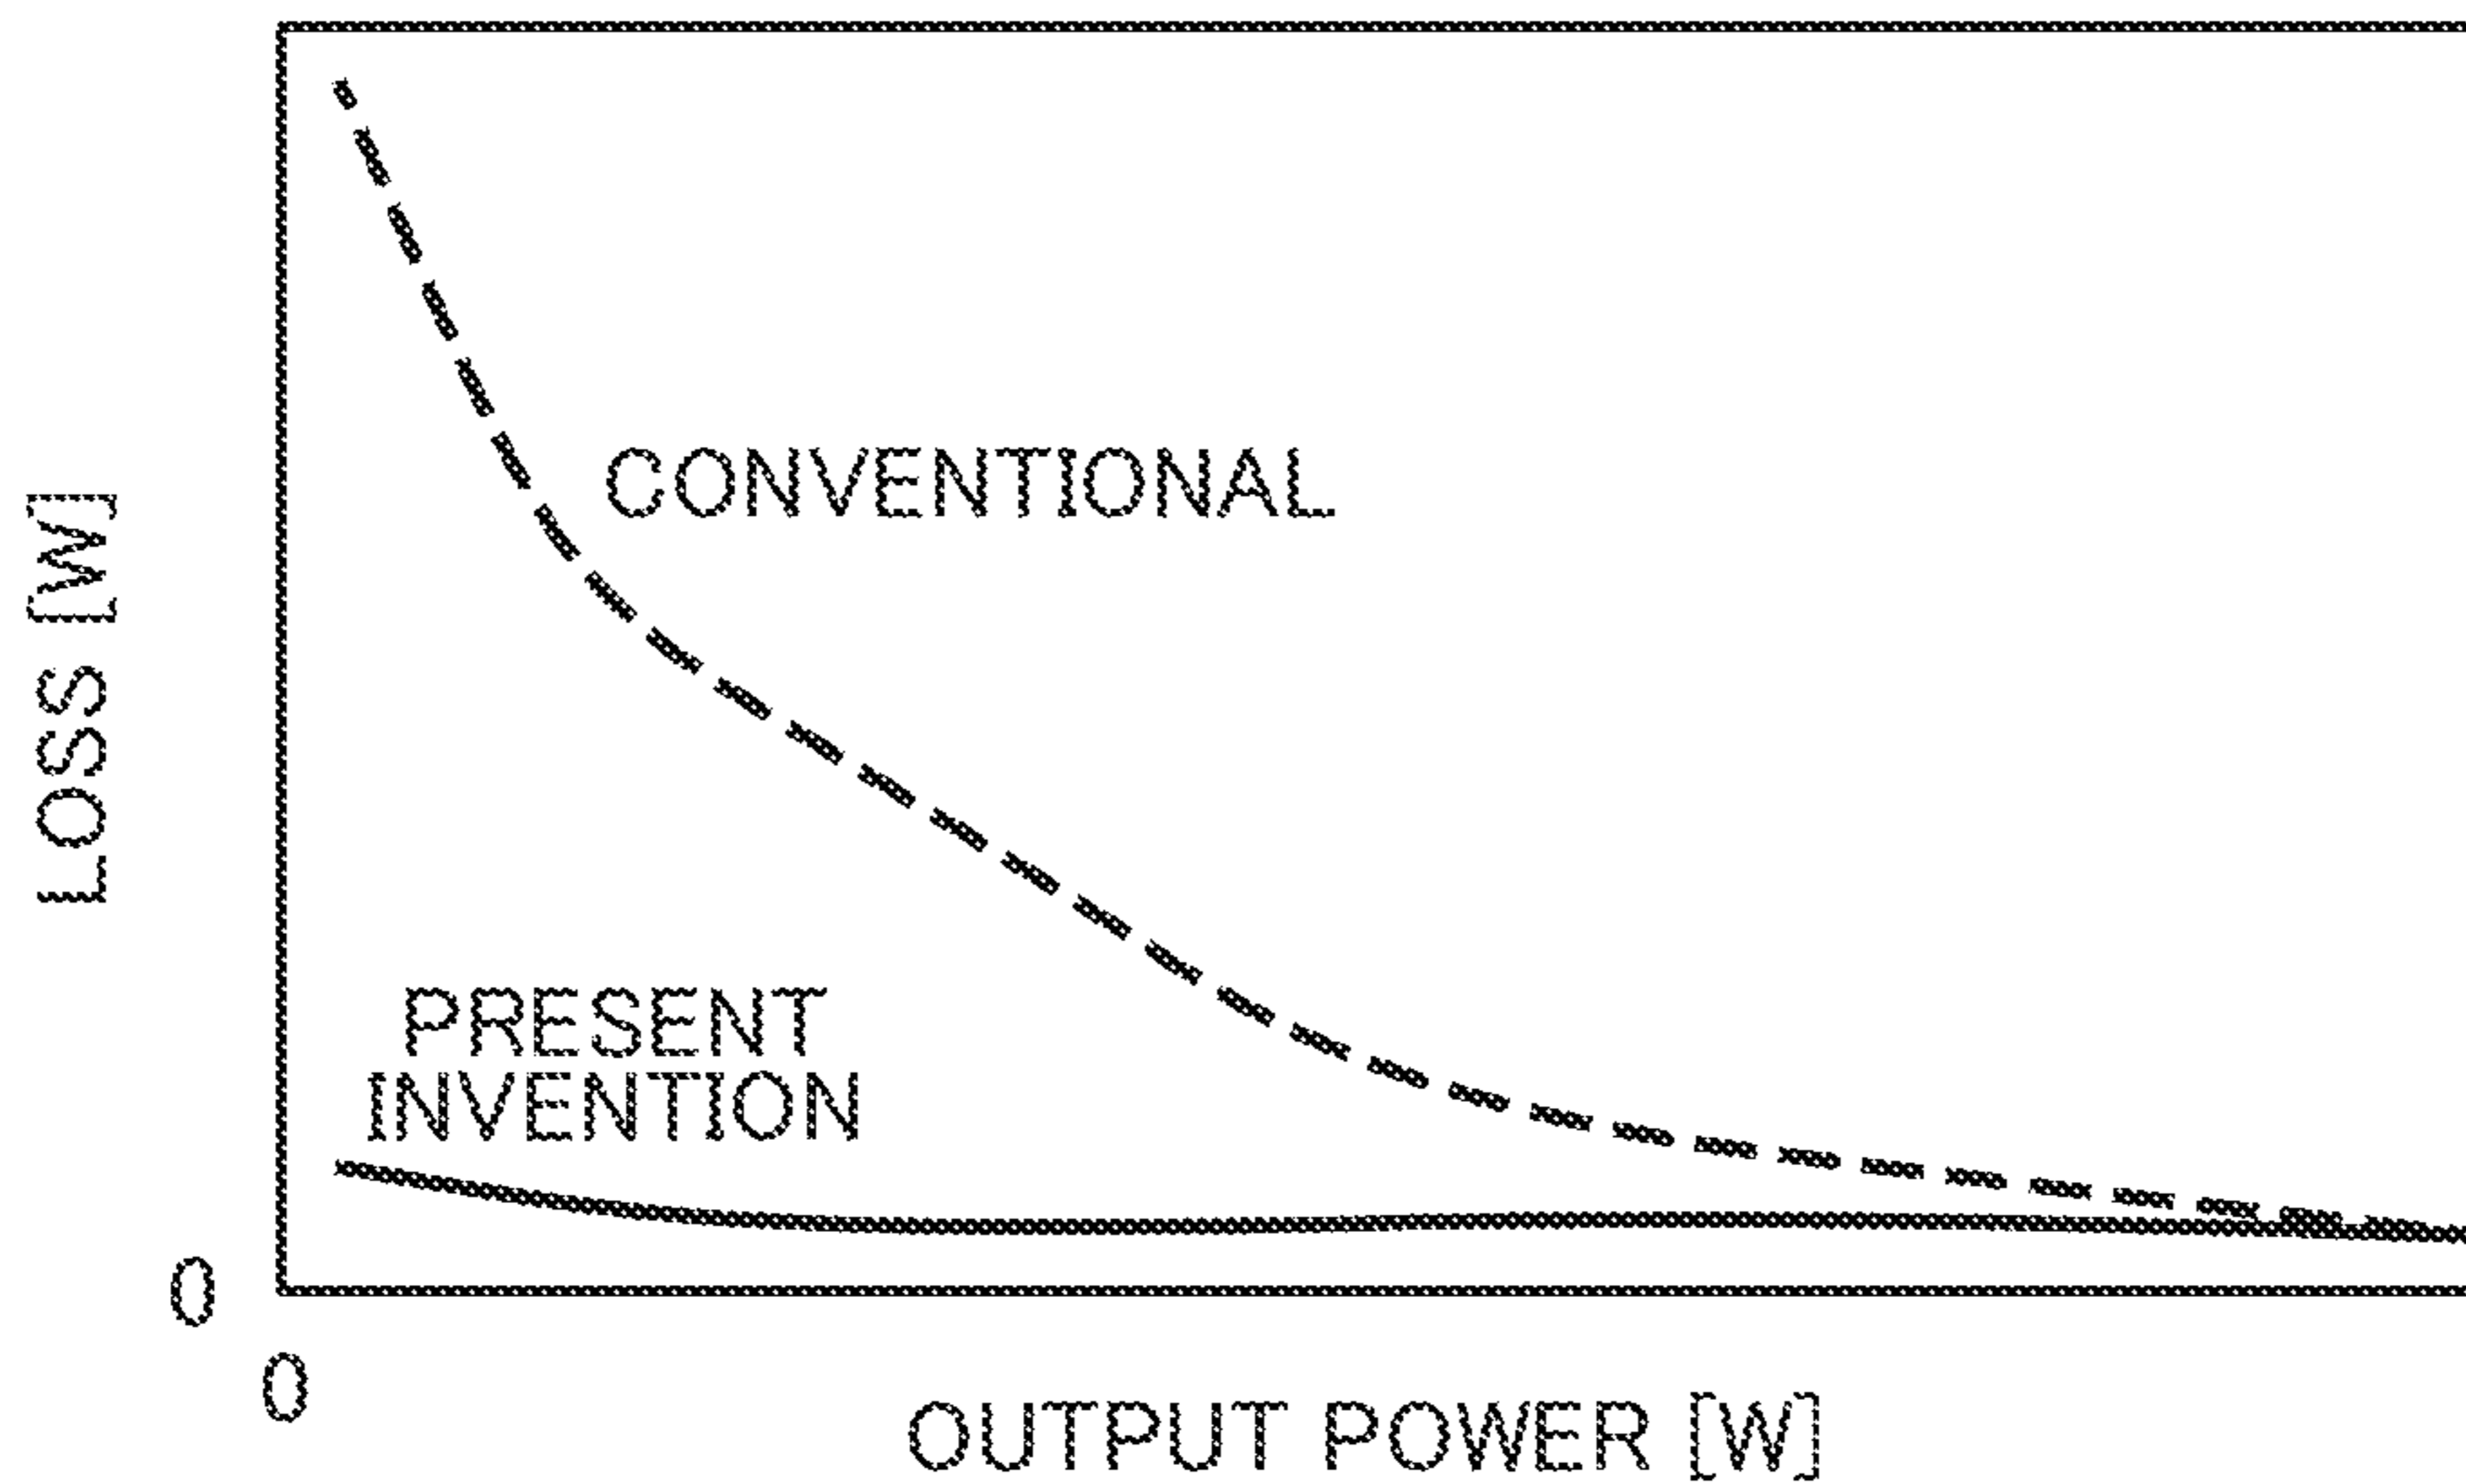 LOSS [W]
CONVENTIONAL
PRESENT
INVENTION
0
0
OUTPUT POWER [W]